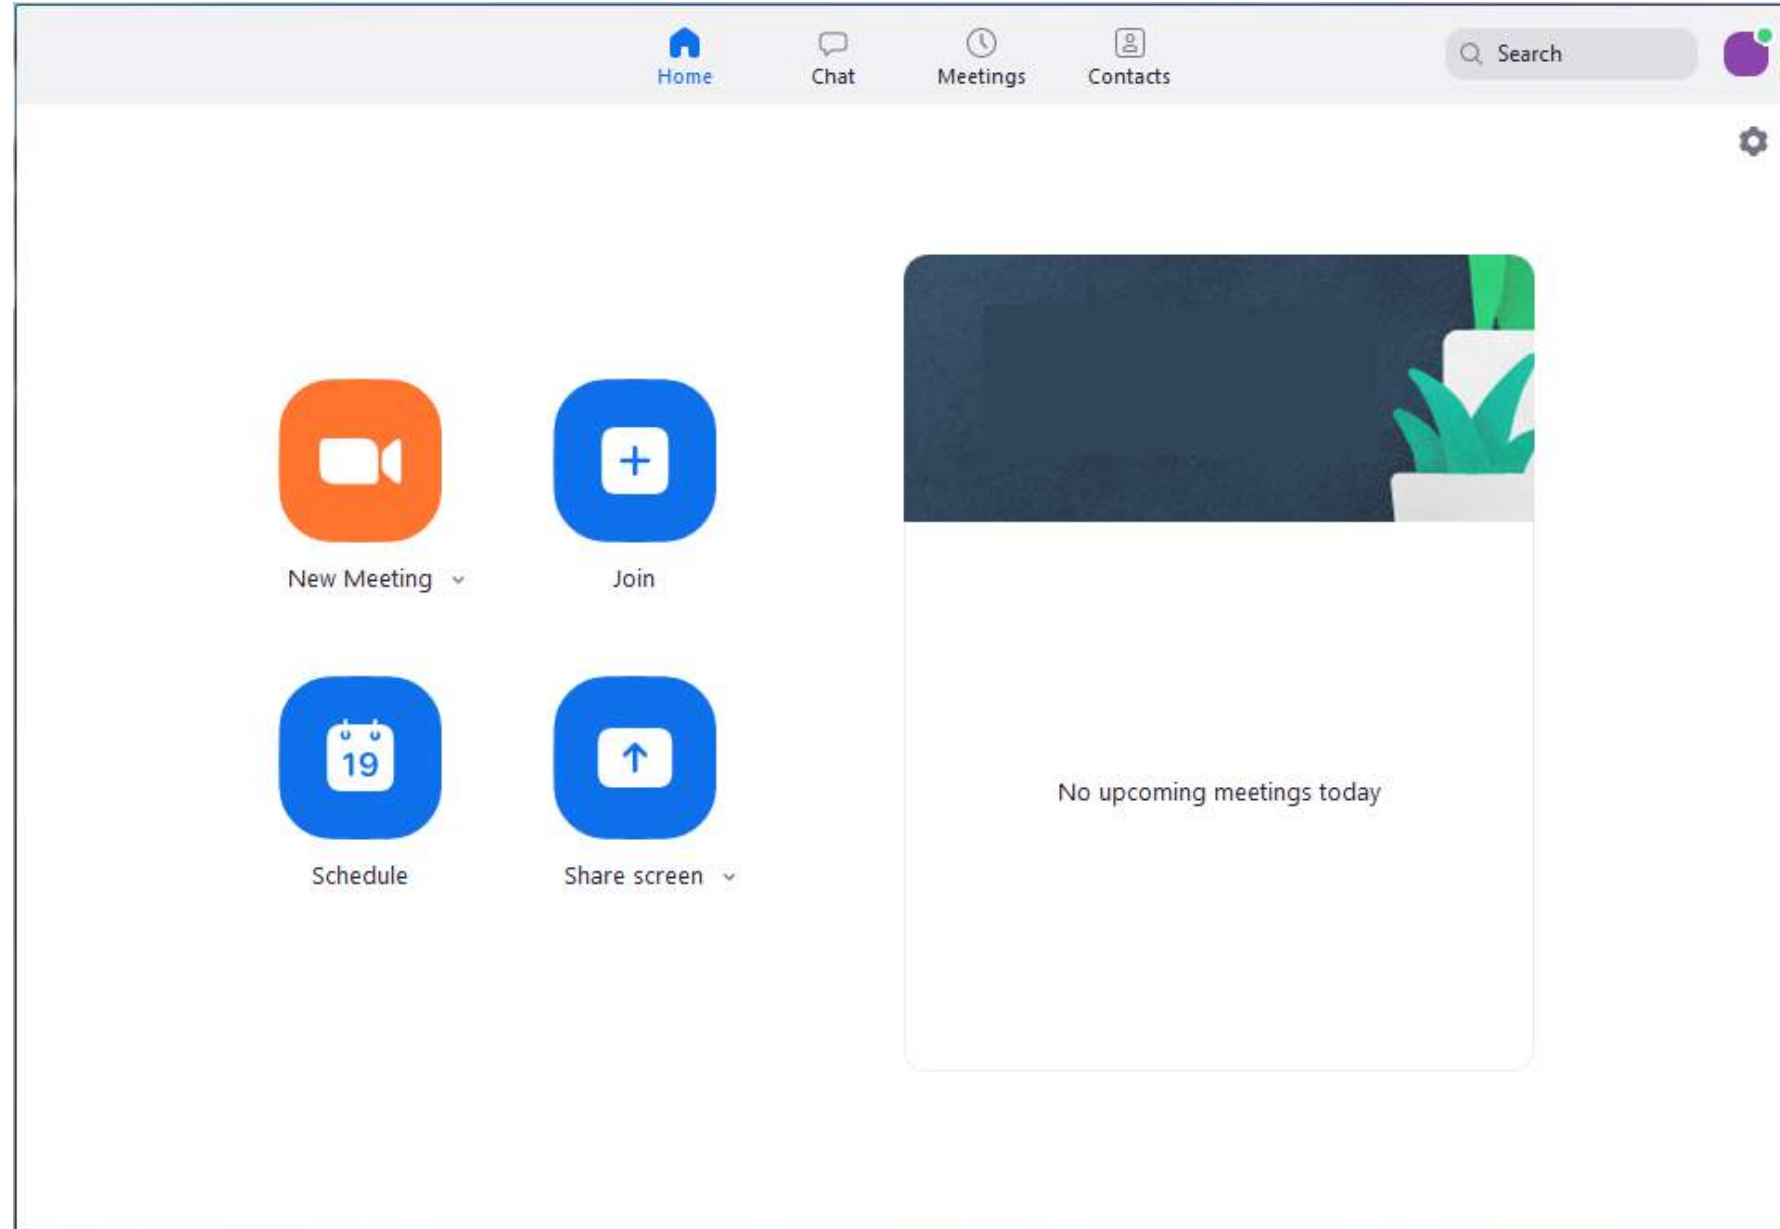 Home
Chat
Meetings
Contacts
Search
New Meeting
Join
19
Schedule
Share screen
No upcoming meetings today